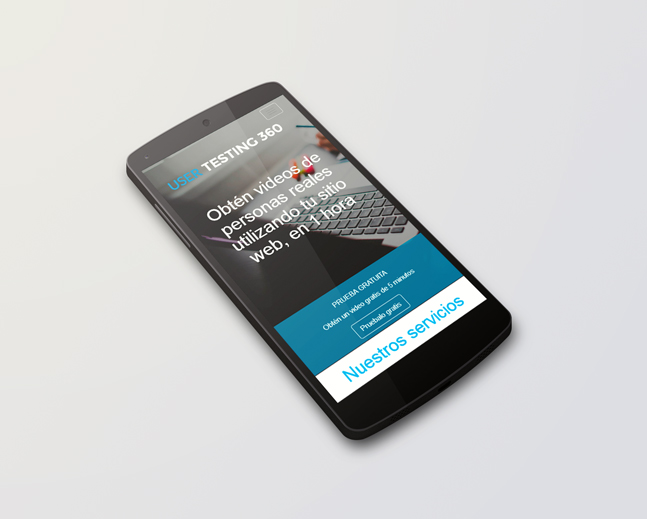 USER TESTING 360
Obtén videos de
personas reales
utilizando tu sitio
web, en 1 hora
PRUEBA GRATUITA
Obtén un video gratis de 5 minutos
Pruebalo gratis
Nuestros servicios